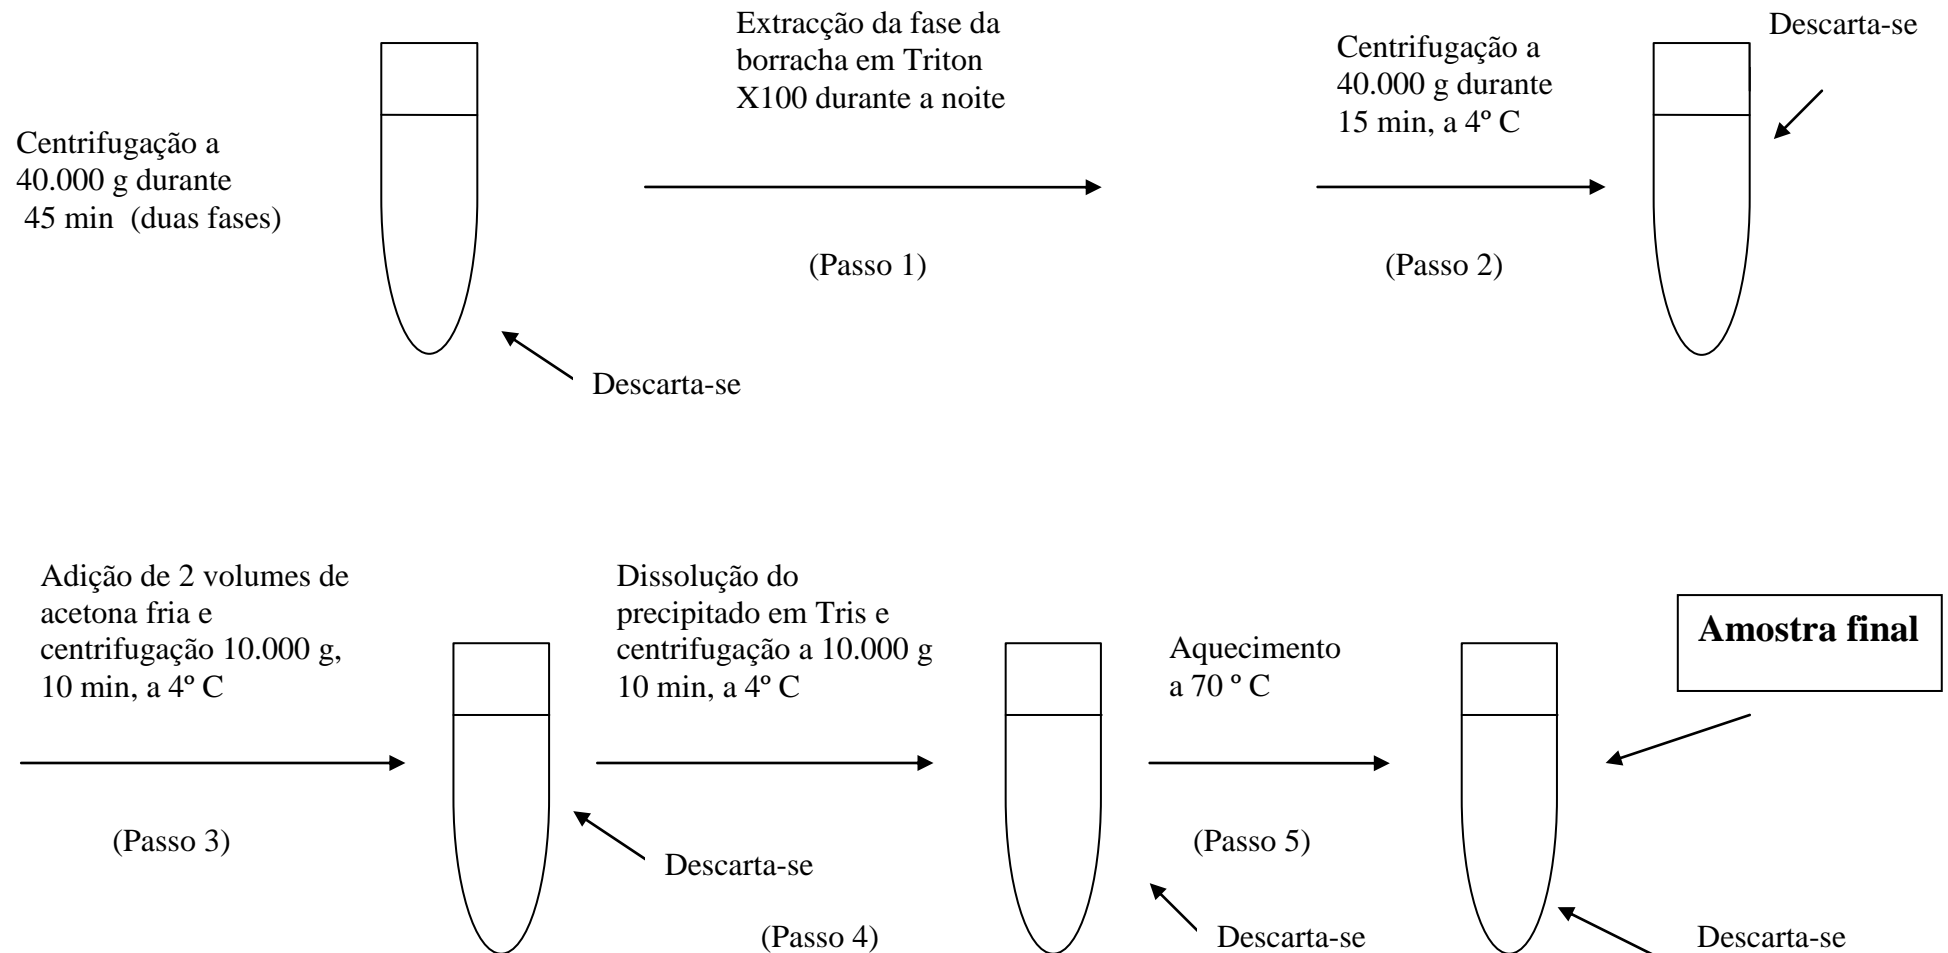 Centrifugação a
40.000 g durante
45 min  (duas fases)
Descarta-se
Extracção da fase da
borracha em Triton
X100 durante a noite
(Passo 1)
Centrifugação a
40.000 g durante
15 min, a 4º C
(Passo 2)
Descarta-se
Adição de 2 volumes de
acetona fria e
centrifugação 10.000 g,
10 min, a 4º C
(Passo 3)
Descarta-se
Dissolução do
precipitado em Tris e
centrifugação a 10.000 g
10 min, a 4º C
(Passo 4)
Descarta-se
Aquecimento
a 70 º C
(Passo 5)
Amostra final
Descarta-se